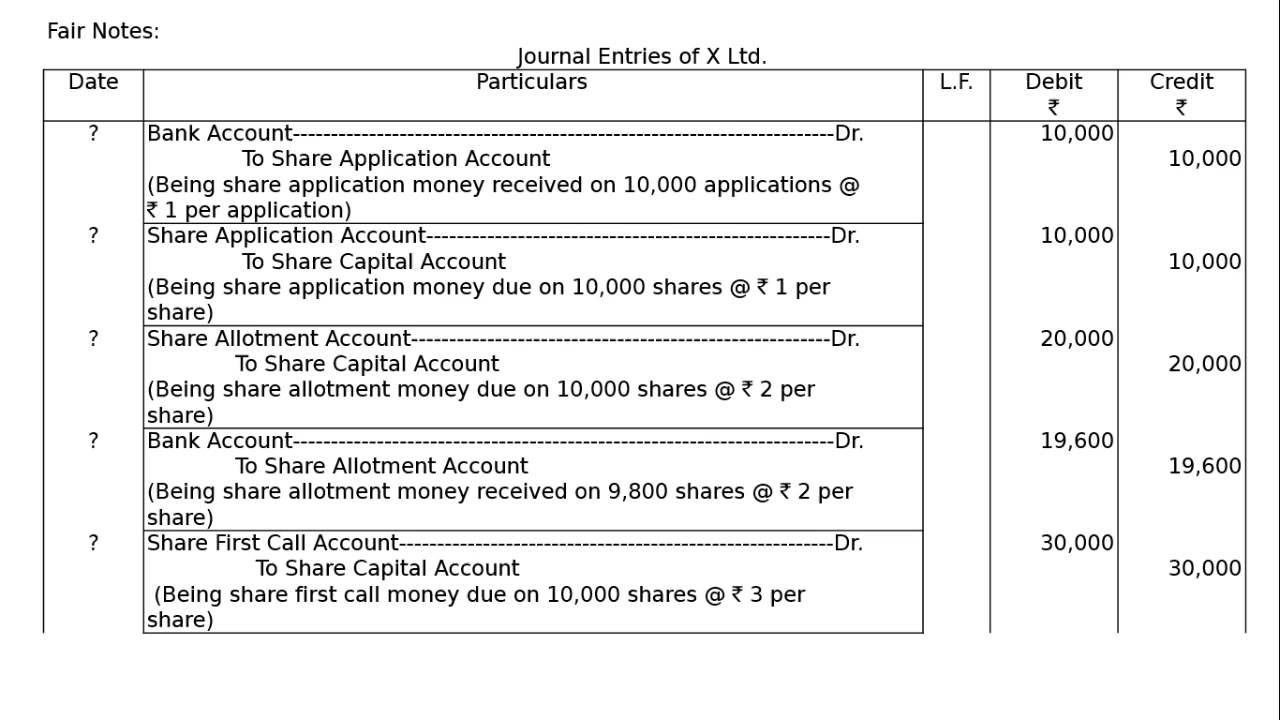 Fair Notes:
Journal Entries of X Ltd.
Date Particulars L.F. Debit Credit
₹ ₹
? Bank Account-----------------------------------------------------------------------Dr. 10,000
To Share Application Account 10,000
(Being share application money received on 10,000 applications @
₹ 1 per application)
? Share Application Account-----------------------------------------------------Dr. 10,000
To Share Capital Account 10,000
(Being share application money due on 10,000 shares @ ₹ 1 per
share)
? Share Allotment Account-------------------------------------------------------Dr. 20,000
To Share Capital Account 20,000
(Being share allotment money due on 10,000 shares @ ₹ 2 per
share)
? Bank Account-----------------------------------------------------------------------Dr. 19,600
To Share Allotment Account 19,600
(Being share allotment money received on 9,800 shares @ ₹ 2 per
share)
? Share First Call Account---------------------------------------------------------Dr. 30,000
To Share Capital Account 30,000
(Being share first call money due on 10,000 shares @ ₹ 3 per
share)